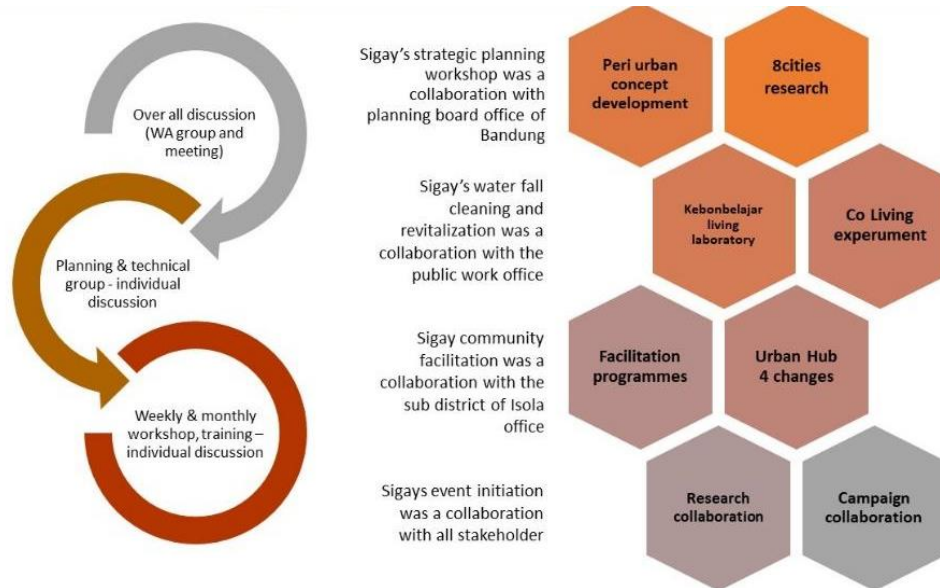 Over all discussion
(WA group and
meeting)
Planning & technical
group - individual
discussion
Weekly & monthly
workshop, training –
individual discussion
Sigay's strategic planning
workshop was a
collaboration with
planning board office of
Bandung
Sigay's water fall
cleaning and
revitalization was a
collaboration with the
public work office
Sigay community
facilitation was a
collaboration with the
sub district of Isola
office
Sigays event initiation
was a collaboration
with all stakeholder
Peri urban
concept
development
8cities
research
Kebonbelajar
living
laboratory
Co Living
experument
Facilitation
programmes
Urban Hub
4 changes
Research
collaboration
Campaign
collaboration